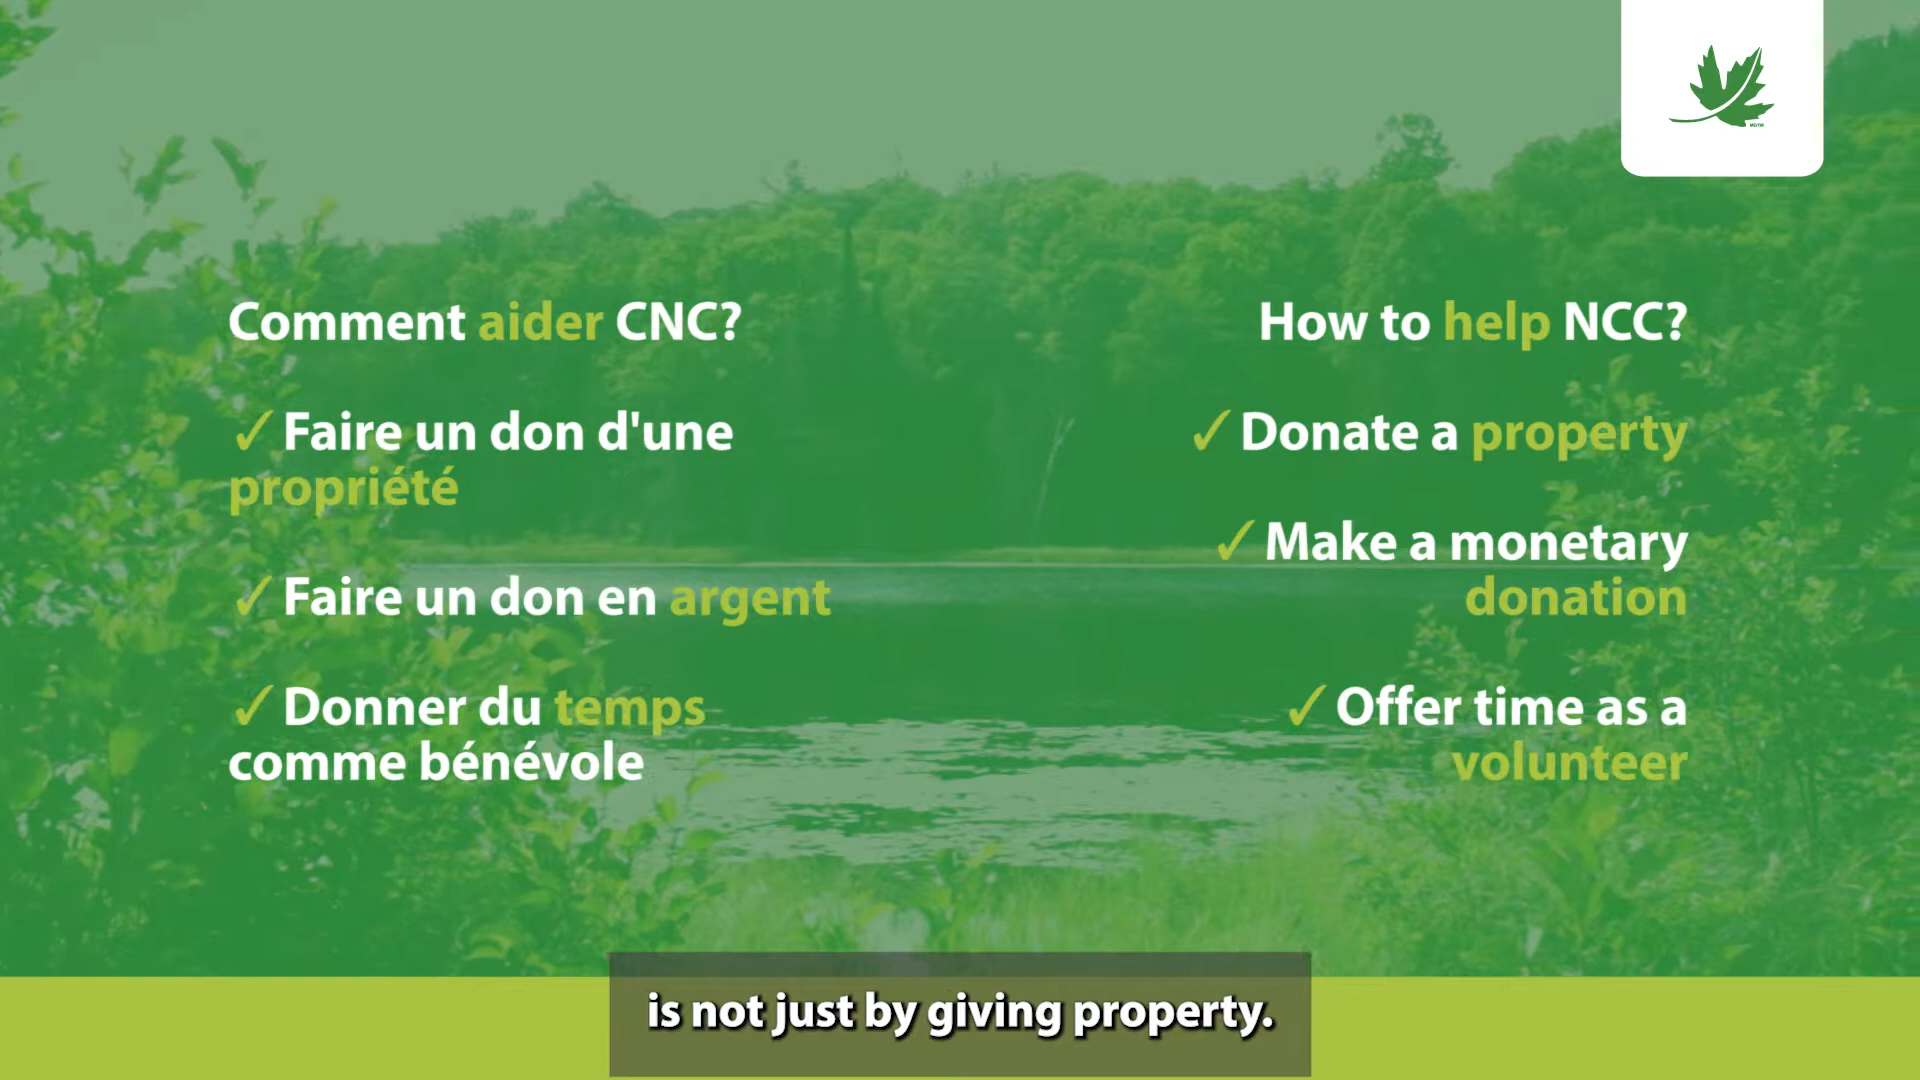 Comment aider CNC?
✓ Faire un don d'une
propriété
✓ Faire un don en argent
✓ Donner du temps
comme bénévole
How to help NCC?
✓ Donate a property
✓ Make a monetary
donation
✓ Offer time as a
volunteer
is not just by giving property.